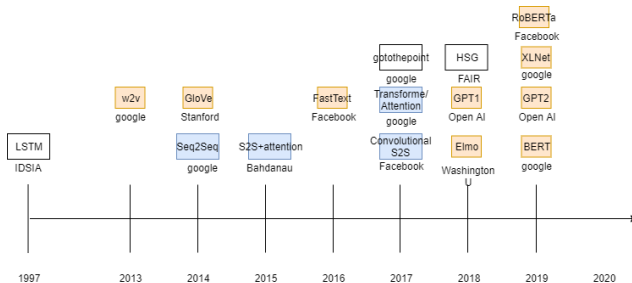 RoBERTa
Facebook
gotothepoint
google
HSG
FAIR
XLNet
google
w2v
google
GloVe
Stanford
FastText
Facebook
Transforme/
Attention
google
GPT1
Open AI
GPT2
Open AI
LSTM
IDSIA
Seq2Seq
google
S2S+attention
Bahdanau
Convolutional
S2S
Facebook
Elmo
Washington
U
BERT
google
1997
2013
2014
2015
2016
2017
2018
2019
2020